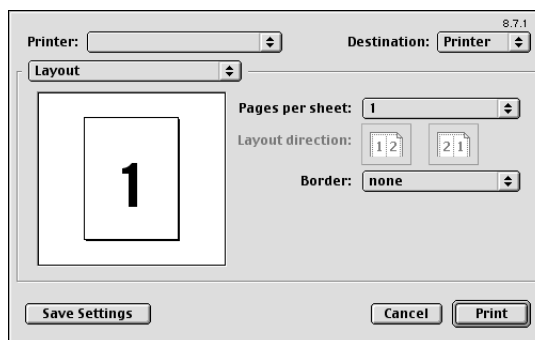 8.7.1
Printer: Destination: Printer
Layout
Pages per sheet: 1
Layout direction: 1 2 2 1
1
Border: none
Save Settings Cancel Print